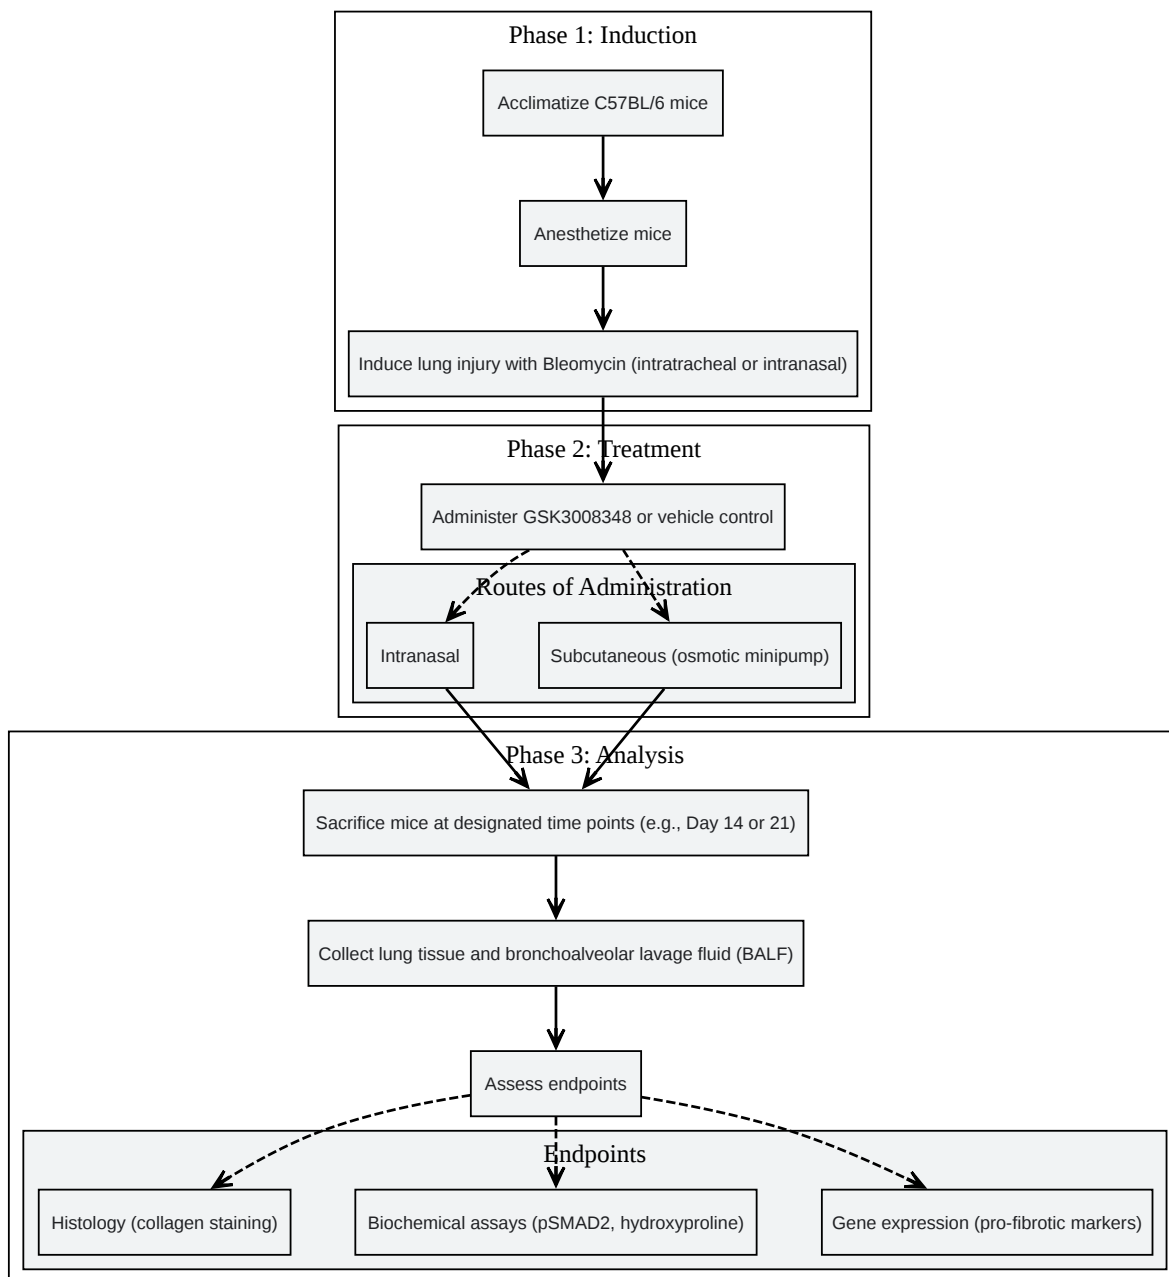 Phase 1: Induction
Acclimatize C57BL/6 mice
Anesthetize mice
Induce lung injury with Bleomycin (intratracheal or intranasal)
Phase 2: Treatment
Administer GSK3008348 or vehicle control
Routes of Administration
Intranasal
Subcutaneous (osmotic minipump)
Phase 3: Analysis
Sacrifice mice at designated time points (e.g., Day 14 or 21)
Collect lung tissue and bronchoalveolar lavage fluid (BALF)
Assess endpoints
Endpoints
Histology (collagen staining)
Biochemical assays (pSMAD2, hydroxyproline)
Gene expression (pro-fibrotic markers)